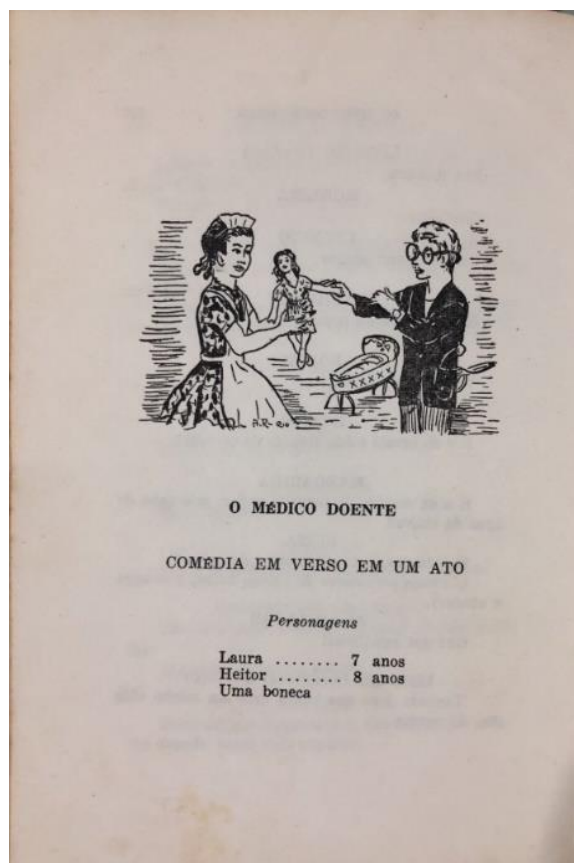 O MÉDICO DOENTE
COMÉDIA EM VERSO EM UM ATO
Personagens
Laura ........ 7 anos
Heitor ....... 8 anos
Uma boneca